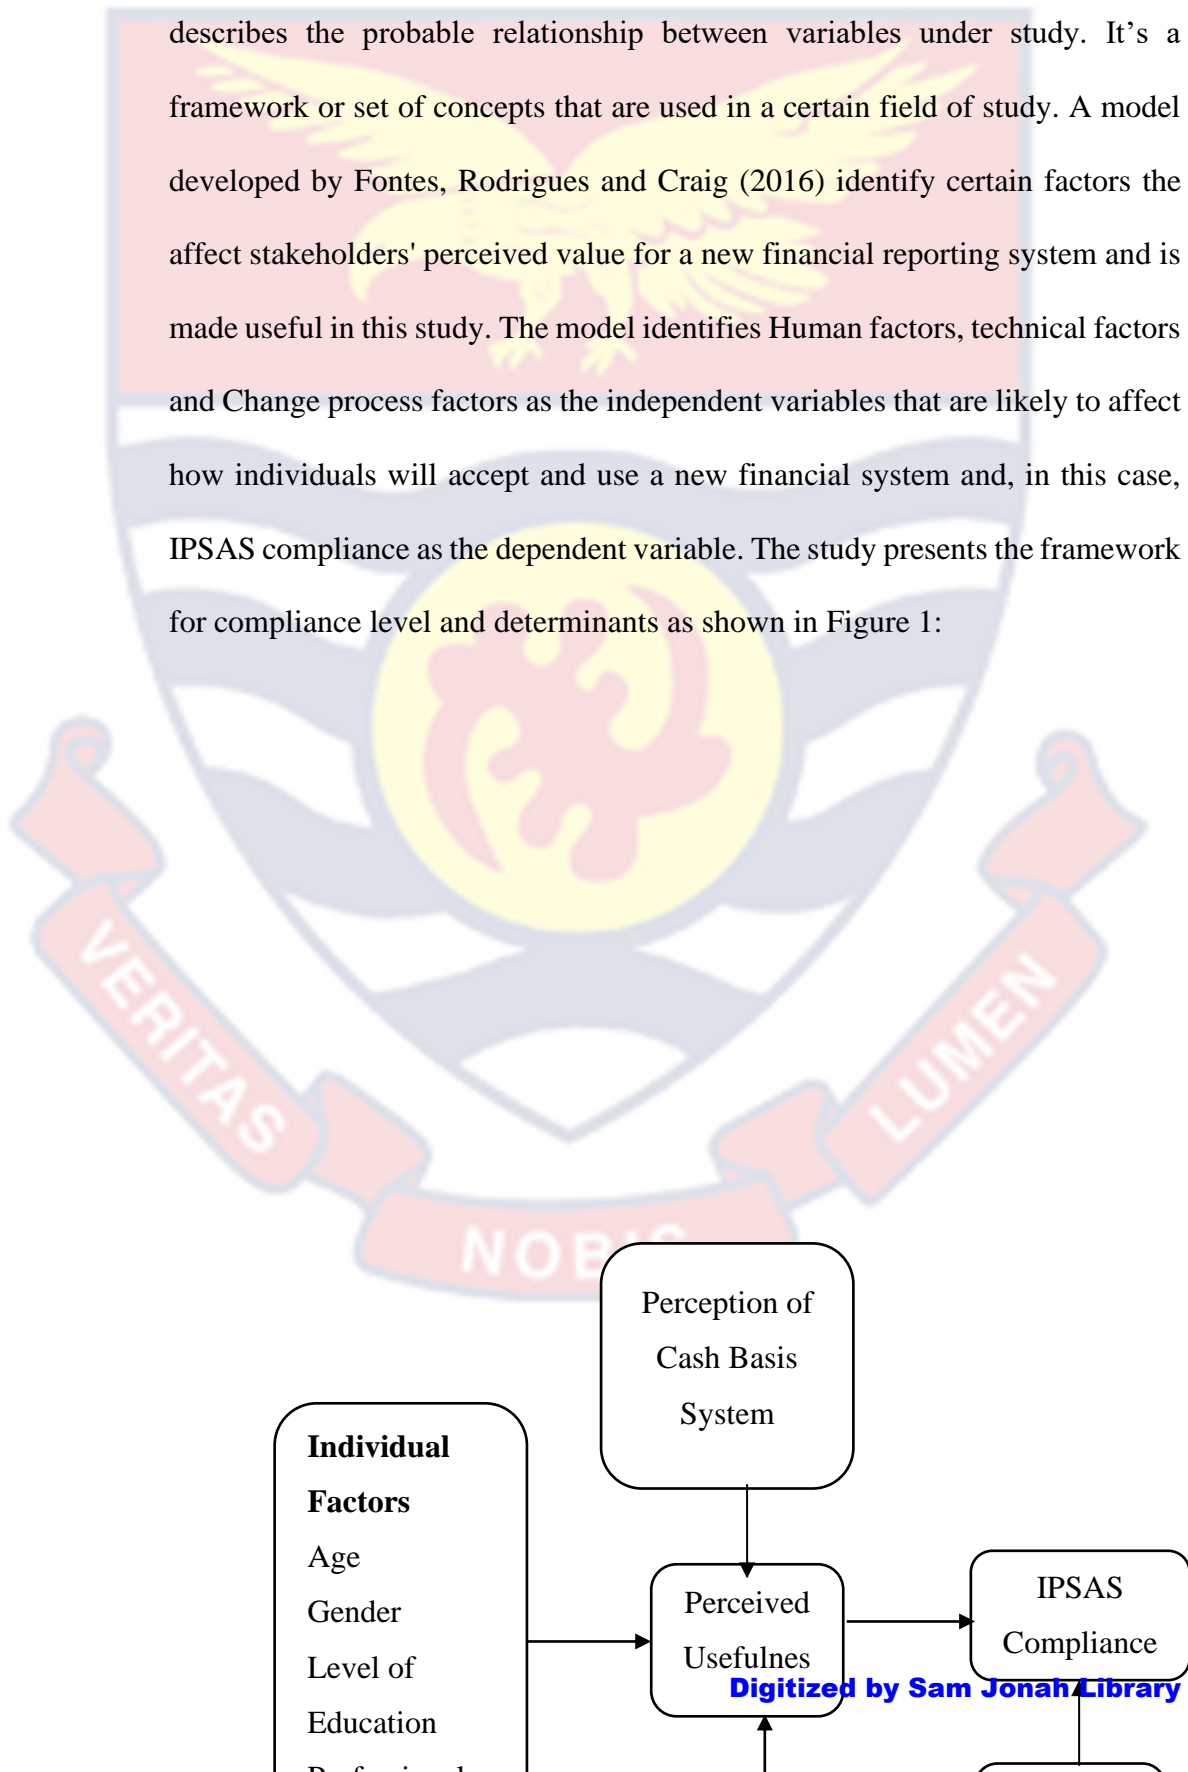 describes the probable relationship between variables under study. It’s a
framework or set of concepts that are used in a certain field of study. A model
developed by Fontes, Rodrigues and Craig (2016) identify certain factors the
affect stakeholders' perceived value for a new financial reporting system and is
made useful in this study. The model identifies Human factors, technical factors
and Change process factors as the independent variables that are likely to affect
how individuals will accept and use a new financial system and, in this case,
IPSAS compliance as the dependent variable. The study presents the framework
for compliance level and determinants as shown in Figure 1:
VERITAS
NOBIS
LUMEN
Perception of
Cash Basis
System
Individual
Factors
Age
Gender
Level of
Education
Perceived
Usefulnes
IPSAS
Compliance
Digitized by Sam Jonah Library